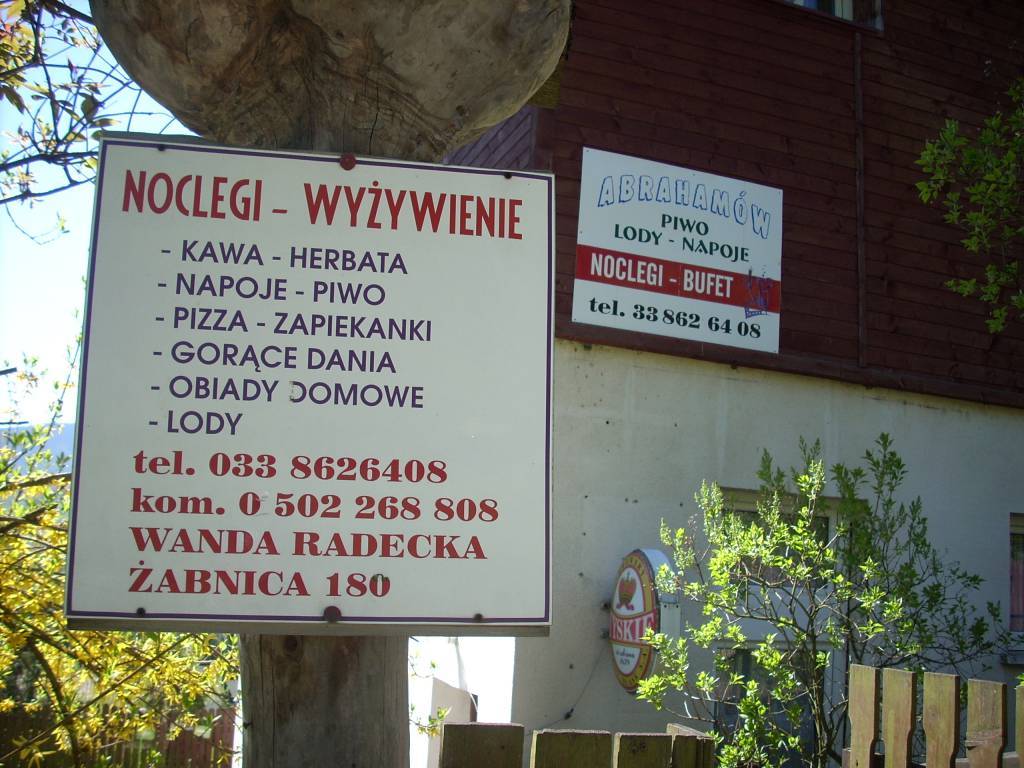 NOCLEGI - WYŻYWIENIE
- KAWA - HERBATA
- NAPOJE - PIWO
- PIZZA - ZAPIEKANKI
- GORĄCE DANIA
- OBIADY DOMOWE
- LODY
tel. 033 8626408
kom. 0 502 268 808
WANDA RADECKA
ŻABNICA 180
ABRAHAMÓW
PIWO
LODY - NAPOJE
NOCLEGI - BUFET
tel. 33 862 64 08